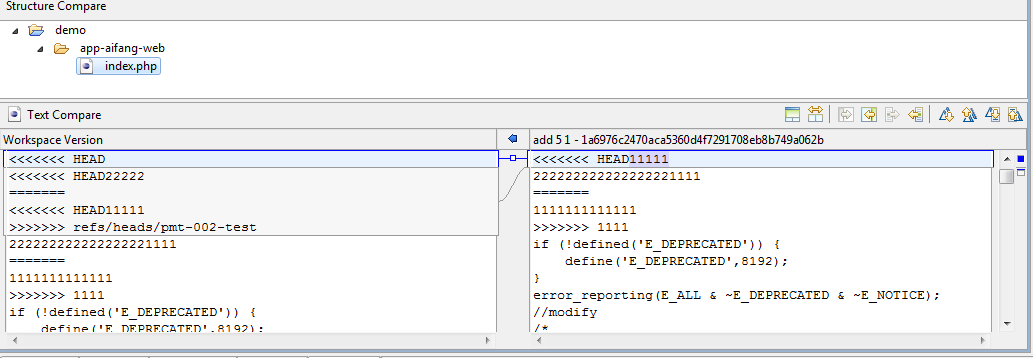 Structure Compare
demo
app-aifang-web
index.php
Text Compare
Workspace Version
<<<<<<< HEAD
<<<<<<< HEAD22222
=======
<<<<<<< HEAD11111
>>>>>>> refs/heads/pmt-002-test
2222222222222222221111
=======
1111111111111
>>>>>>> 1111
if (!defined('E_DEPRECATED')) {
    define('E_DEPRECATED',8192);
add 5 1 - 1a6976c2470aca5360d4f7291708eb8b749a062b
<<<<<<< HEAD11111
2222222222222222221111
=======
1111111111111
>>>>>>> 1111
if (!defined('E_DEPRECATED')) {
    define('E_DEPRECATED',8192);
}
error_reporting(E_ALL & ~E_DEPRECATED & ~E_NOTICE);
//modify
/*